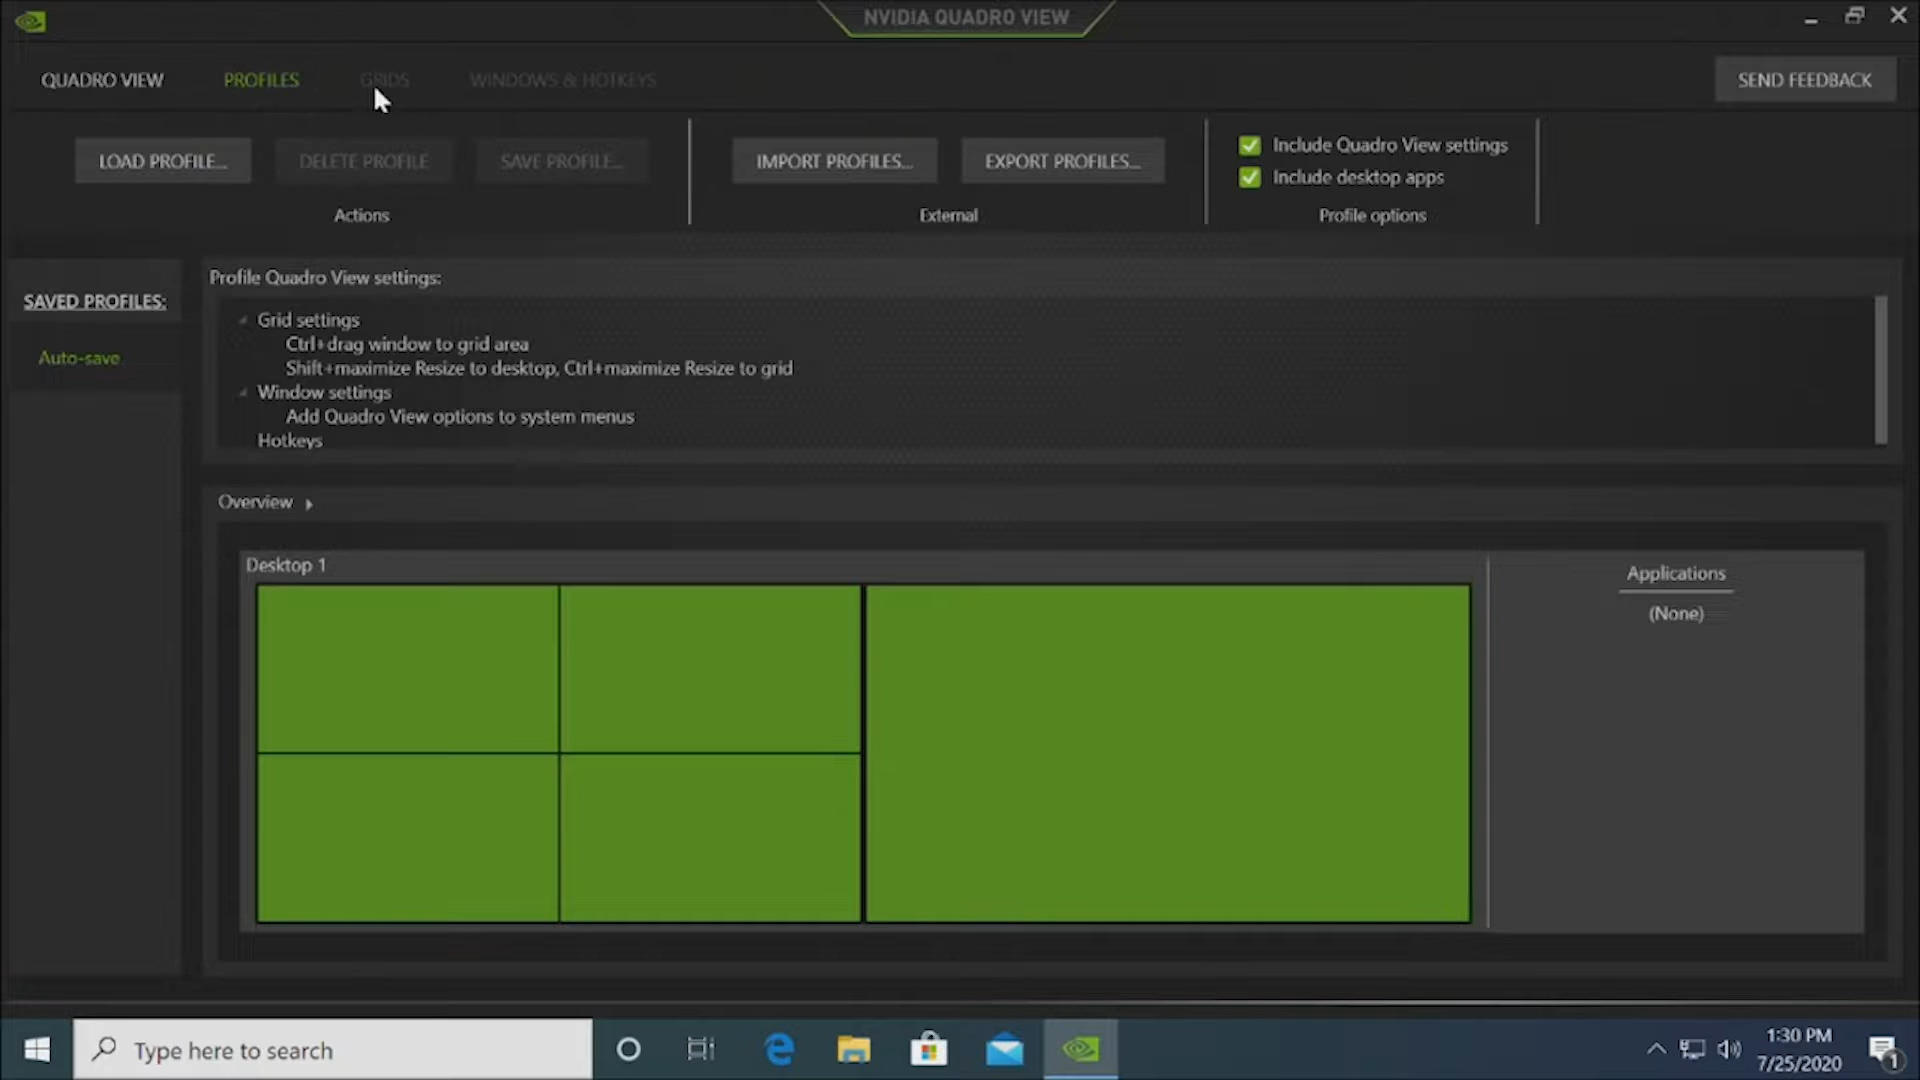 NVIDIA QUADRO VIEW
QUADRO VIEW
PROFILES
GRIDS
WINDOWS & HOTKEYS
SEND FEEDBACK
LOAD PROFILE...
DELETE PROFILE
SAVE PROFILE...
Actions
IMPORT PROFILES...
EXPORT PROFILES...
External
Include Quadro View settings
Include desktop apps
Profile options
SAVED PROFILES:
Auto-save
Profile Quadro View settings:
Grid settings
Ctrl+drag window to grid area
Shift+maximize Resize to desktop, Ctrl+maximize Resize to grid
Window settings
Add Quadro View options to system menus
Hotkeys
Overview
Desktop 1
Applications
(None)
Type here to search
1:30 PM
7/25/2020
1